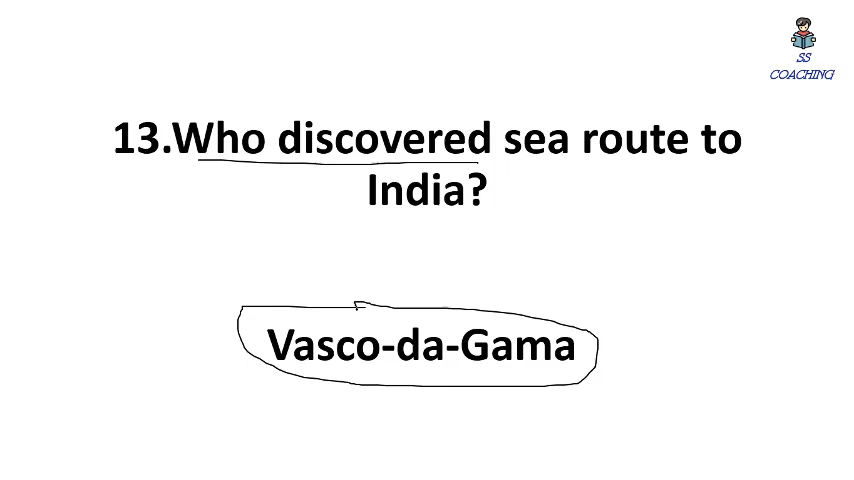 SS
COACHING
13.Who discovered sea route to
India?
Vasco-da-Gama